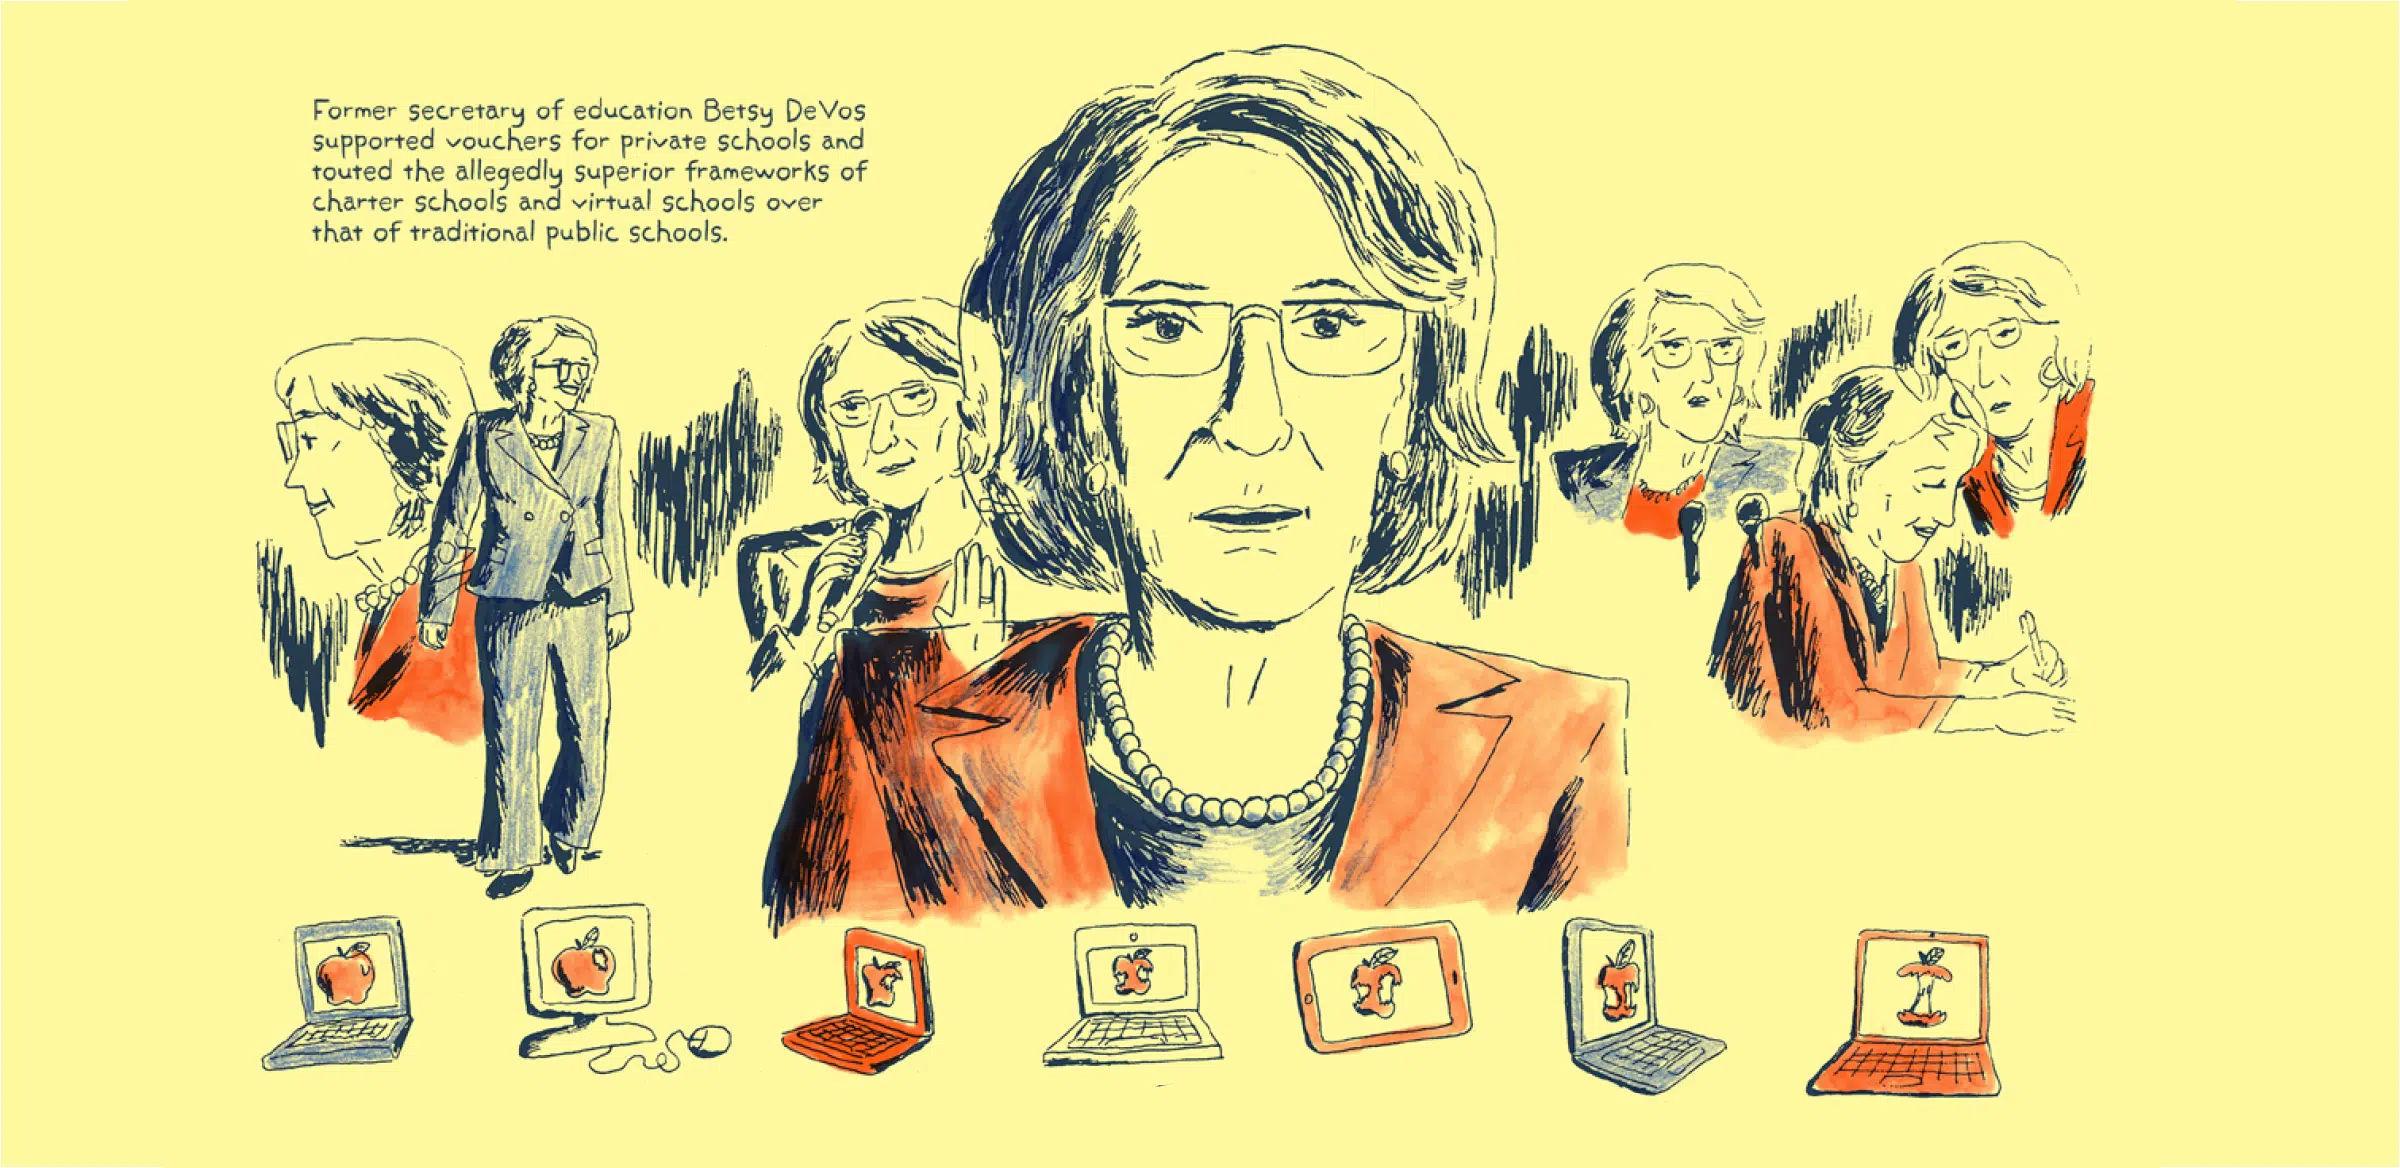 Former secretary of education Betsy DeVos
supported vouchers for private schools and
touted the allegedly superior frameworks of
charter schools and virtual schools over
that of traditional public schools.